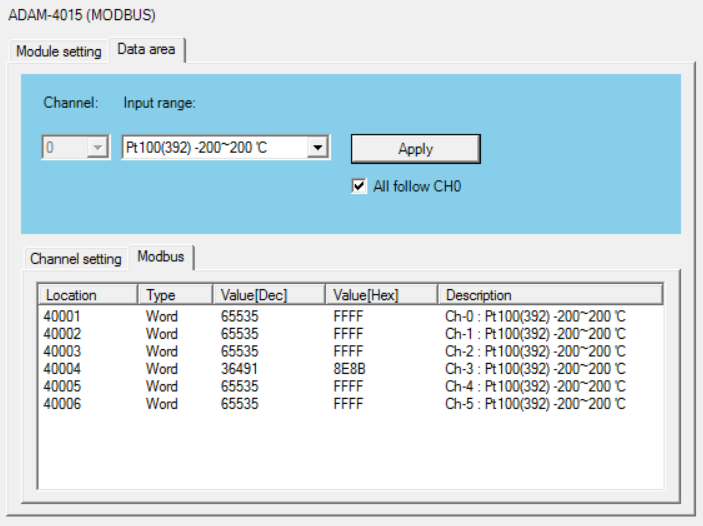 ADAM-4015 (MODBUS)
Module setting Data area
Channel: Input range:
0 Pt100(392) -200~200 ℃ Apply
All follow CH0
Channel setting Modbus
Location Type Value[Dec] Value[Hex] Description
40001 Word 65535 FFFF Ch-0 : Pt100(392) -200~200 ℃
40002 Word 65535 FFFF Ch-1 : Pt100(392) -200~200 ℃
40003 Word 65535 FFFF Ch-2 : Pt100(392) -200~200 ℃
40004 Word 36491 8E8B Ch-3 : Pt100(392) -200~200 ℃
40005 Word 65535 FFFF Ch-4 : Pt100(392) -200~200 ℃
40006 Word 65535 FFFF Ch-5 : Pt100(392) -200~200 ℃